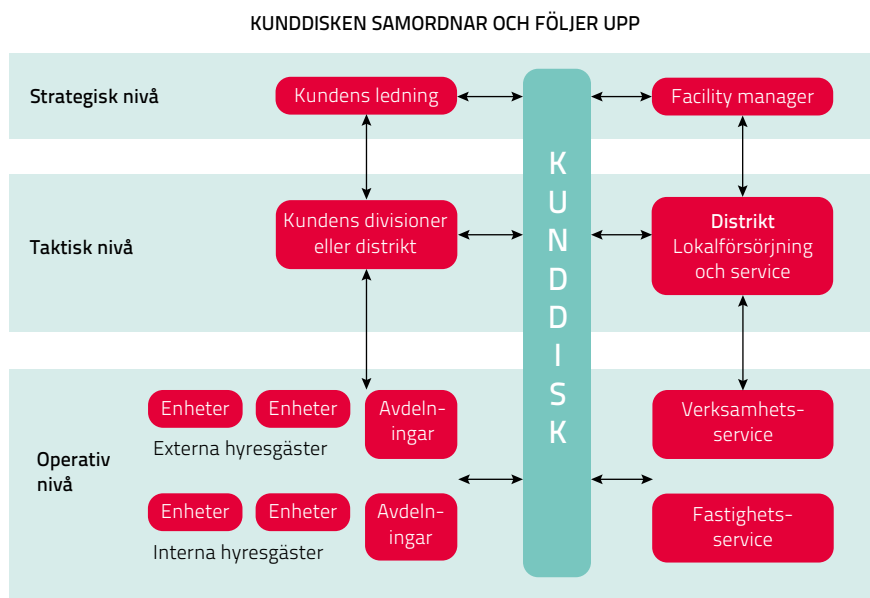 KUNDDISKEN SAMORDNAR OCH FÖLJER UPP
Strategisk nivå
Kundens ledning
Facility manager
KUNDDISK
Taktisk nivå
Kundens divisioner
eller distrikt
Distrikt
Lokalförsörjning
och service
Operativ
nivå
Enheter
Enheter
Avdeln-
ingar
Externa hyresgäster
Verksamhets-
service
Enheter
Enheter
Avdeln-
ingar
Interna hyresgäster
Fastighets-
service